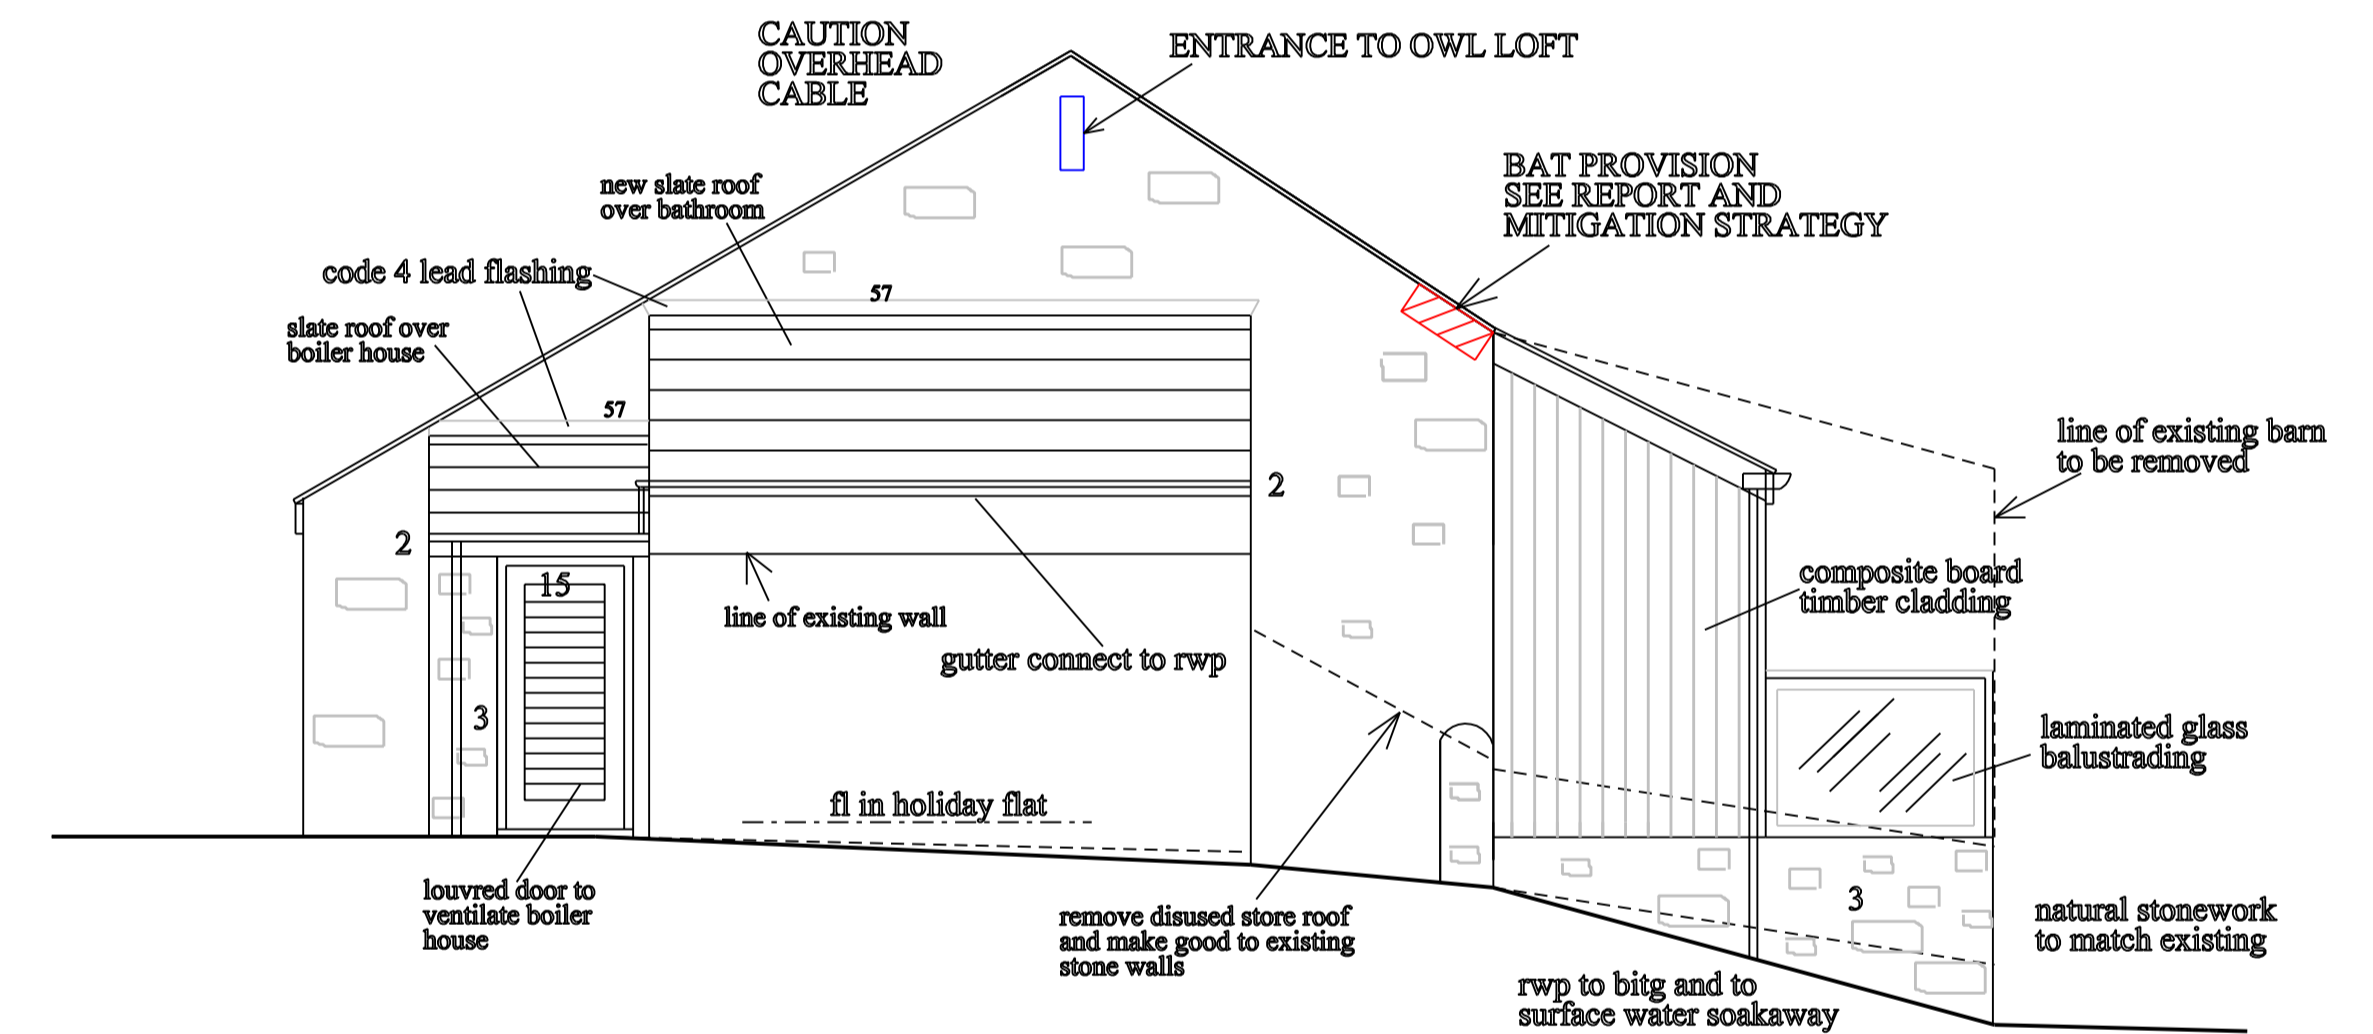 CAUTION
OVERHEAD
CABLE
ENTRANCE TO OWL LOFT
BAT PROVISION
SEE REPORT AND
MITIGATION STRATEGY
new slate roof
over bathroom
code 4 lead flashing
57
slate roof over
boiler house
57
line of existing barn
to be removed
2
2
composite board
timber cladding
15
line of existing wall
gutter connect to rwp
3
laminated glass
balustrading
fl in holiday flat
louvred door to
ventilate boiler
house
remove disused store roof
and make good to existing
stone walls
3
natural stonework
to match existing
rwp to bitg and to
surface water soakaway